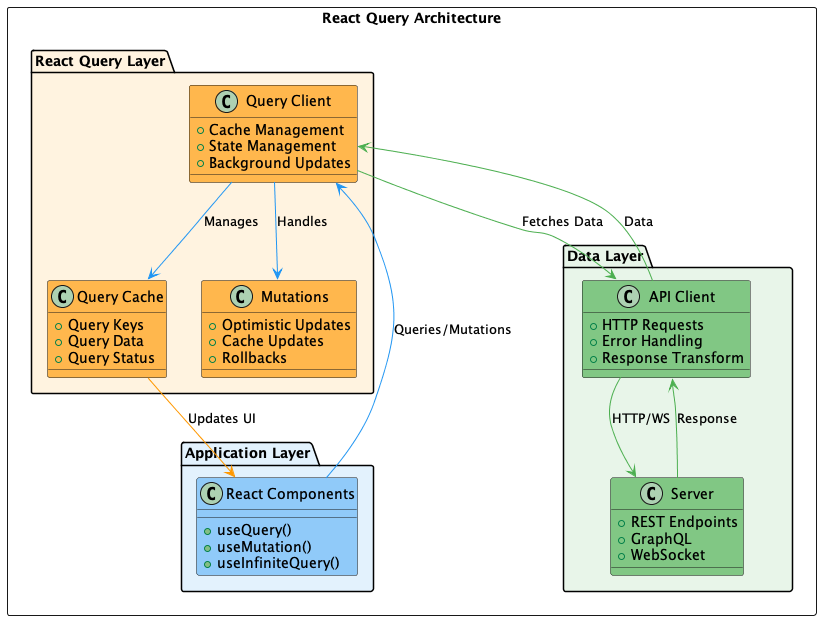 React Query Architecture
React Query Layer
C Query Client
Cache Management
State Management
Background Updates
Manages
Handles
Fetches Data
Data
C Query Cache
Query Keys
Query Data
Query Status
C Mutations
Optimistic Updates
Cache Updates
Rollbacks
Queries/Mutations
Data Layer
C API Client
HTTP Requests
Error Handling
Response Transform
Updates UI
HTTP/WS
Response
Application Layer
C React Components
useQuery()
useMutation()
useInfiniteQuery()
C Server
REST Endpoints
GraphQL
WebSocket